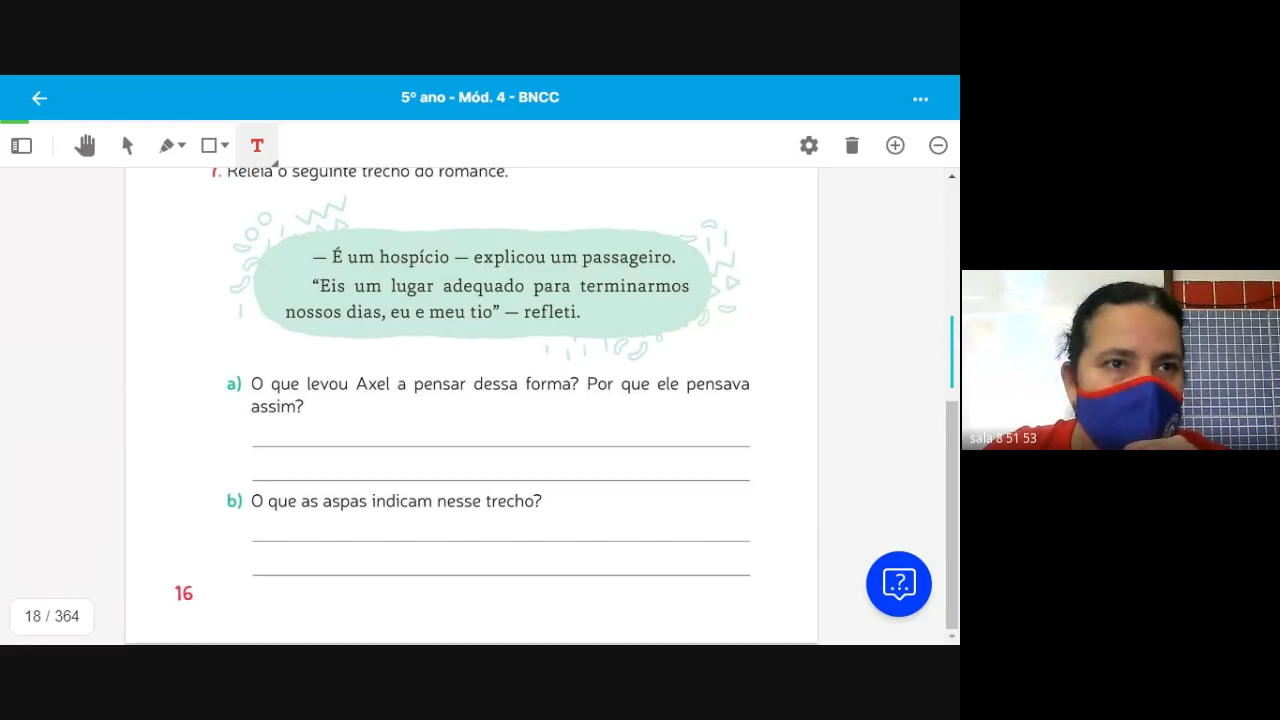 5º ano - Mód. 4 - BNCC
...
T
7. Releia o seguinte trecho do romance.
— É um hospício — explicou um passageiro.
“Eis um lugar adequado para terminarmos
nossos dias, eu e meu tio” — refleti.
a) O que levou Axel a pensar dessa forma? Por que ele pensava
assim?
b) O que as aspas indicam nesse trecho?
16
18 / 364
.?.
sala 8 51 53